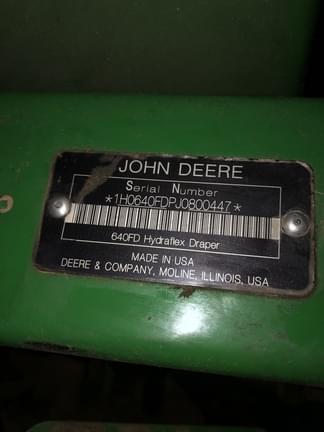 JOHN DEERE
Serial Number
*1H0640FDPJ0800447*
640FD Hydraflex Draper
MADE IN USA
DEERE & COMPANY, MOLINE, ILLINOIS, USA